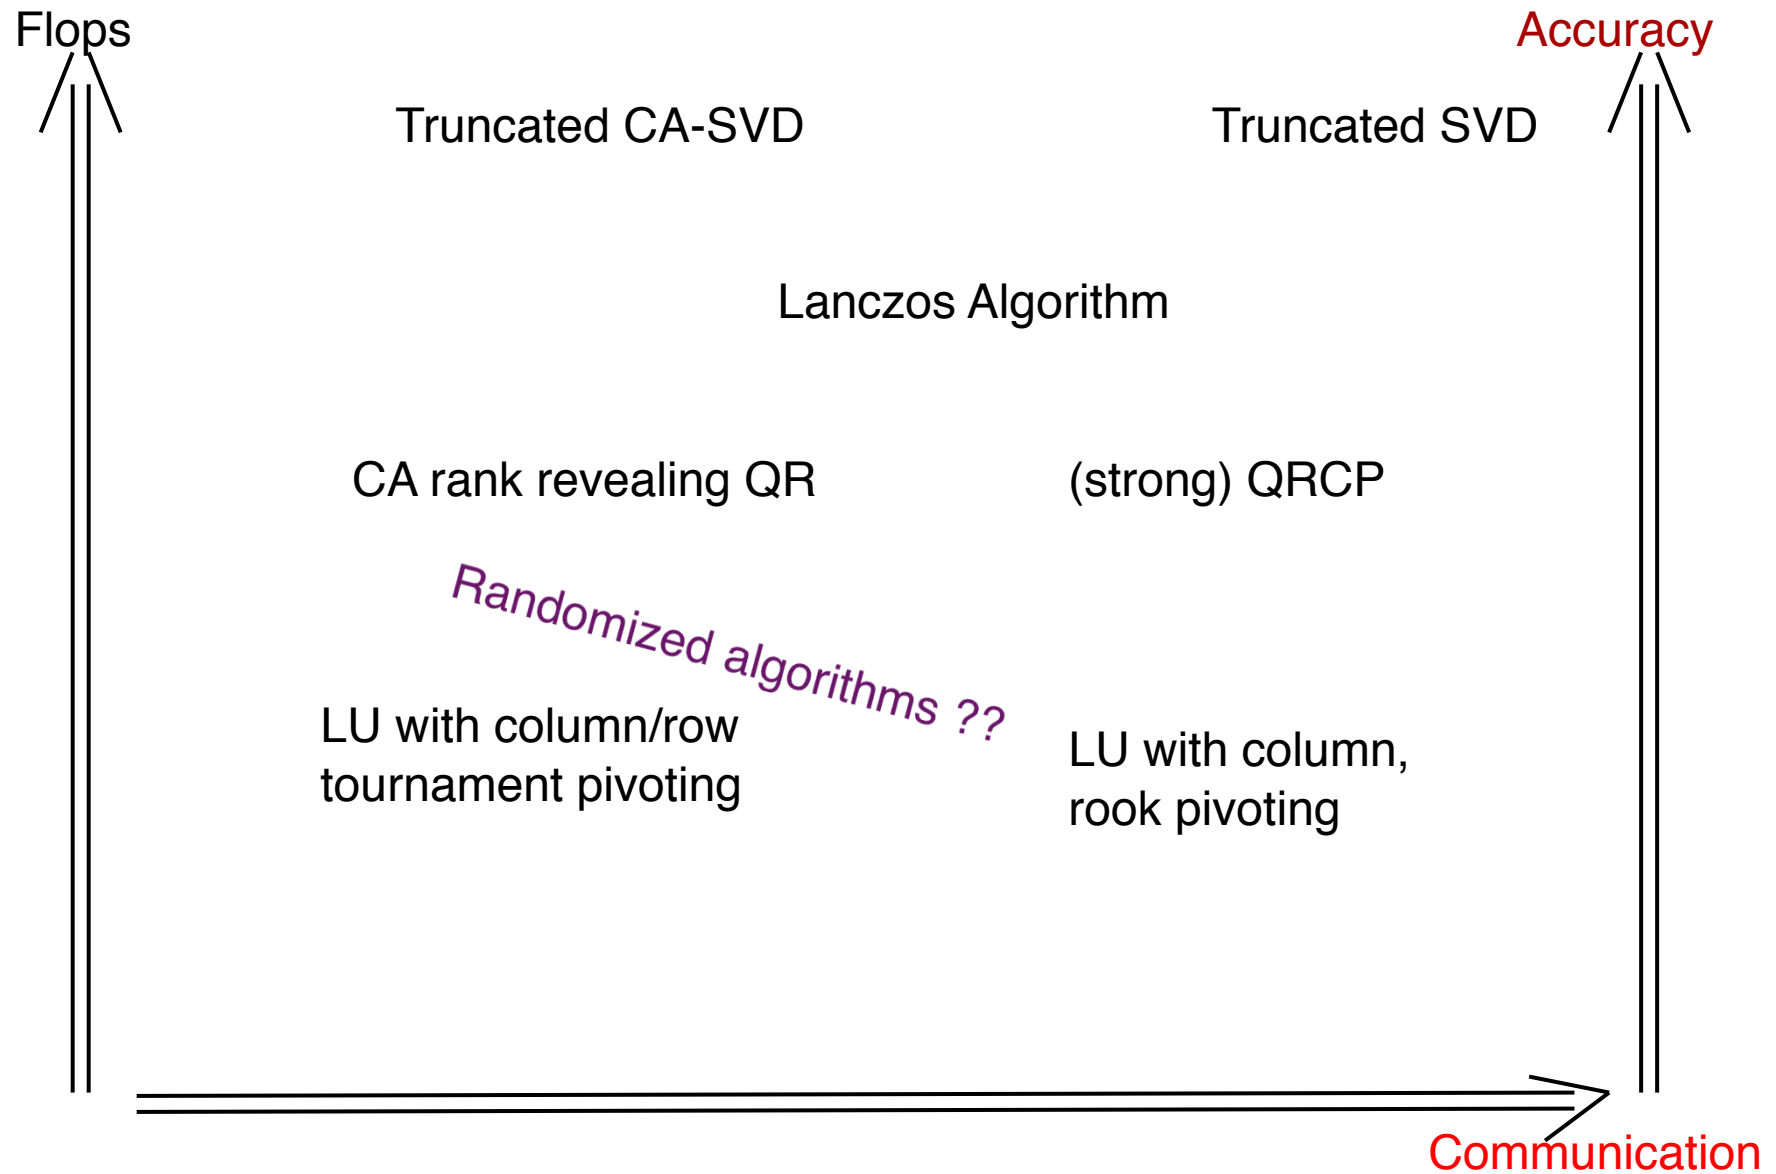 Flops
Accuracy
Truncated CA-SVD
Truncated SVD
Lanczos Algorithm
CA rank revealing QR
(strong) QRCP
Randomized algorithms ??
LU with column/row
tournament pivoting
LU with column,
rook pivoting
Communication